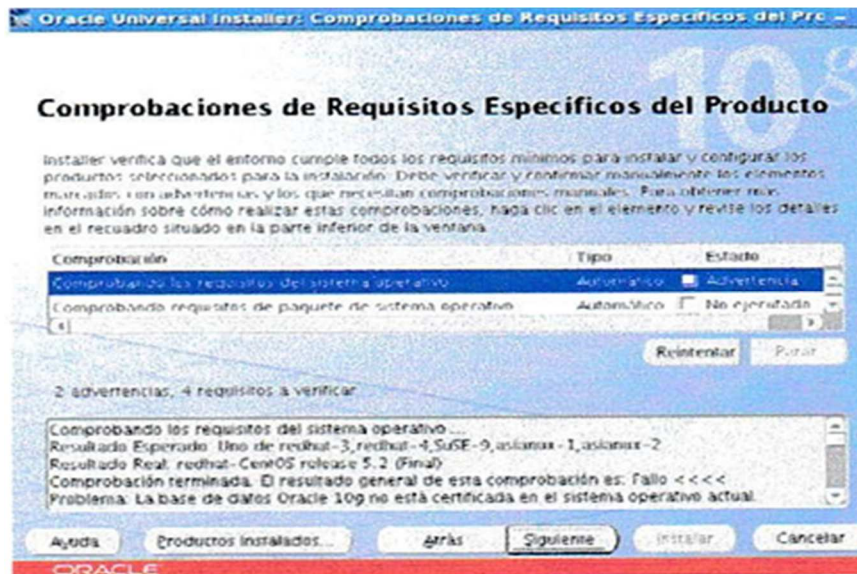 Oracle Universal Installer: Comprobaciones de Requisitos Específicos del Pro
10g
Comprobaciones de Requisitos Específicos del Producto
Installer verifica que el entorno cumple todos los requisitos mínimos para instalar y configurar los
productos seleccionados para la instalación. Debe verificar y confirmar manualmente los elementos
marcados con advertencias y los que necesitan comprobaciones manuales. Para obtener más
información sobre cómo realizar estas comprobaciones, haga clic en el elemento y revise los detalles
en el recuadro situado en la parte inferior de la ventana.
Comprobación Tipo Estado
Comprobando los requisitos del sistema operativo Automático Advertencia
Comprobando requisitos de paquete de sistema operativo Automático No ejecutado
Reintentar Parar
2 advertencias, 4 requisitos a verificar.
Comprobando los requisitos del sistema operativo ...
Resultado Esperado: Uno de redhat-3,redhat-4,SuSE-9,asianux-1,asianux-2
Resultado Real: redhat-CentOS release 5.2 (Final)
Comprobación terminada. El resultado general de esta comprobación es: Fallo <<<<
Problema: La base de datos Oracle 10g no está certificada en el sistema operativo actual.
Ayuda Productos Instalados... Atrás Siguiente Instalar Cancelar
ORACLE